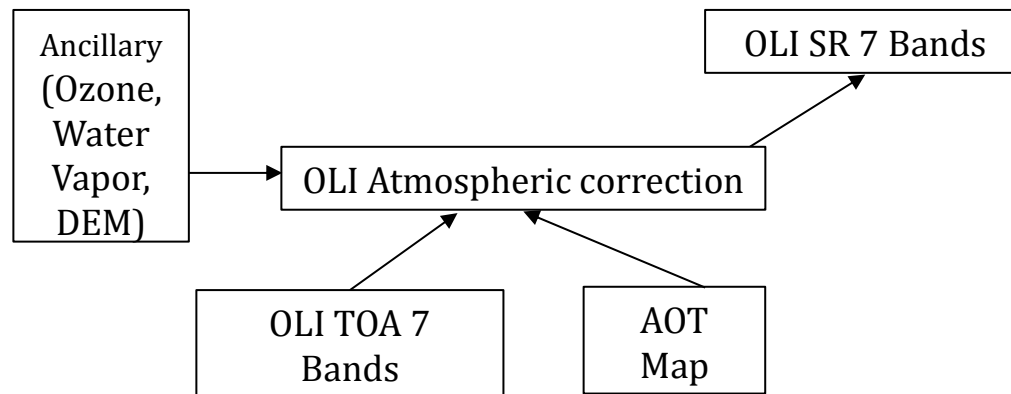 Ancillary
(Ozone,
Water
Vapor,
DEM)
OLI SR 7 Bands
OLI Atmospheric correction
OLI TOA 7
Bands
AOT
Map